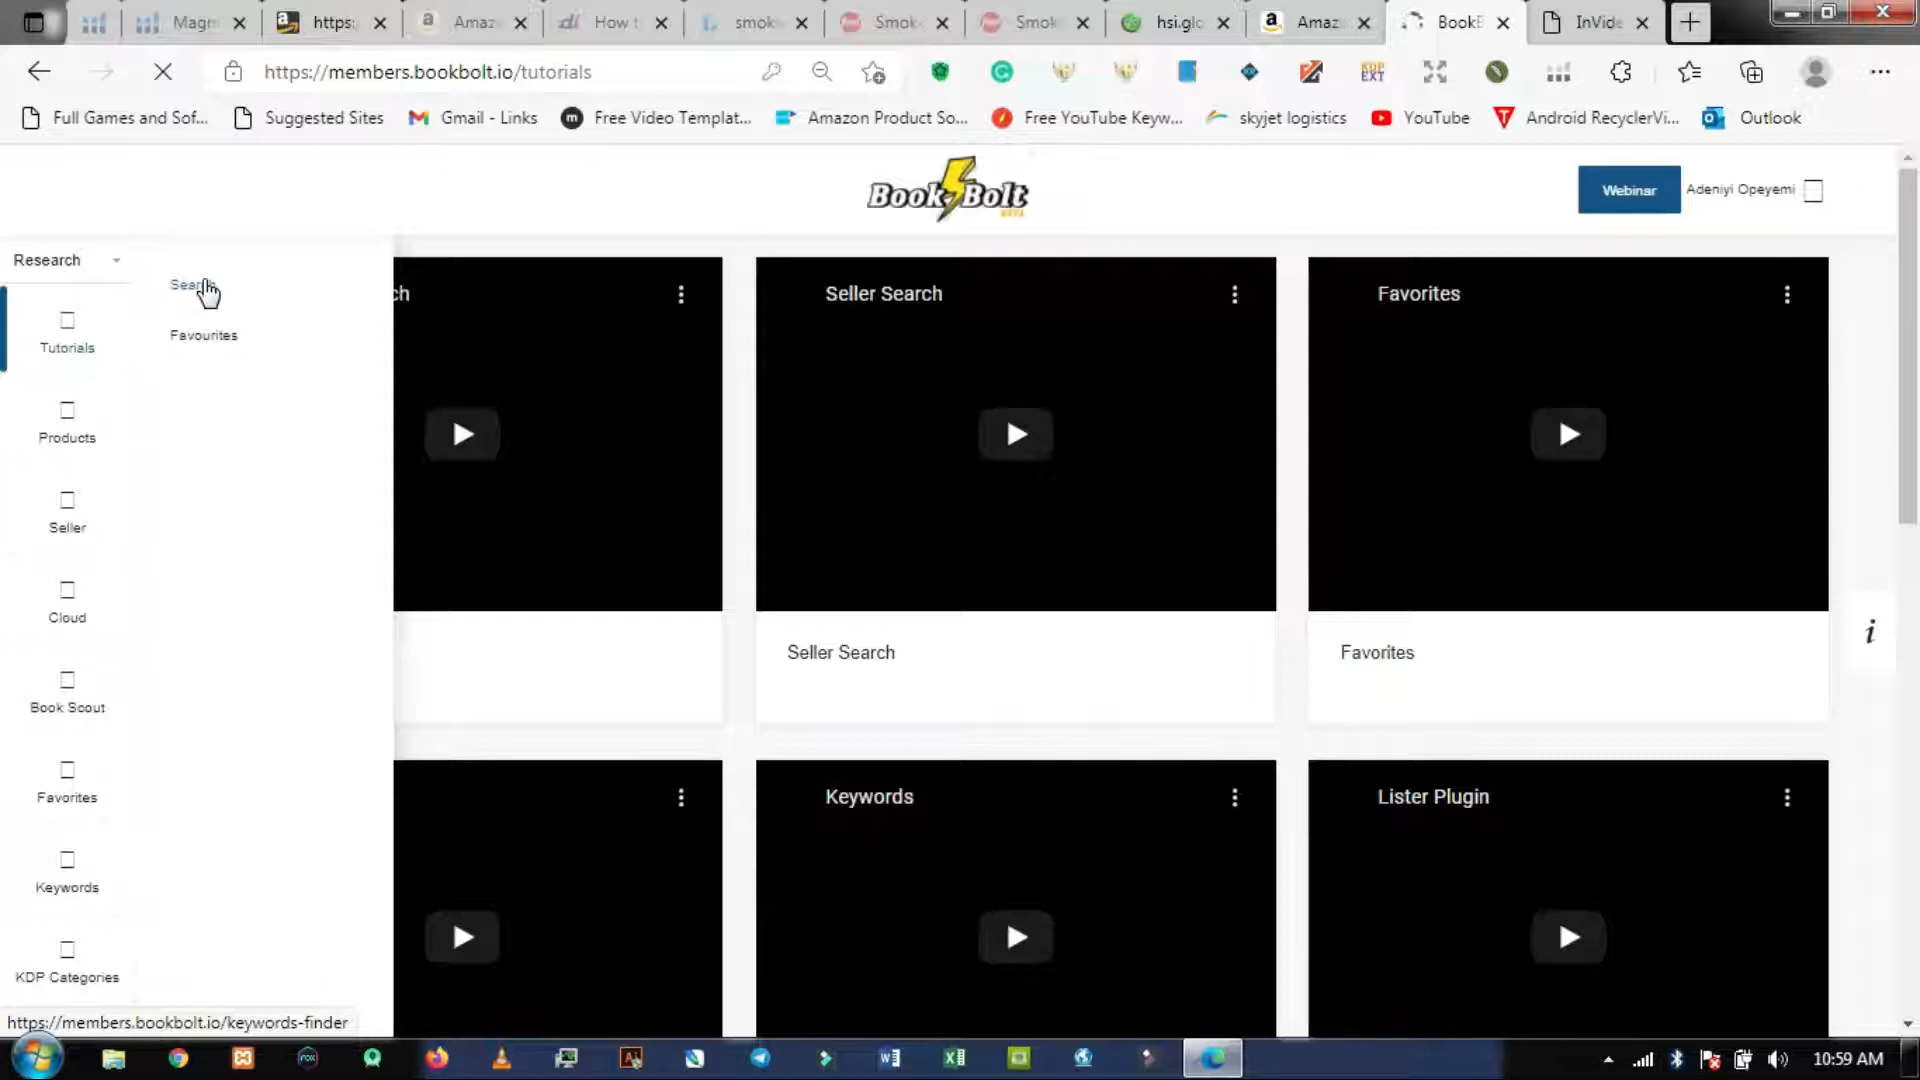 Magn
https:
Amaz
How t
smok
Smok
Smok
hsi.glo
Amaz
BookB
InVide
https://members.bookbolt.io/tutorials
Full Games and Sof...
Suggested Sites
Gmail - Links
Free Video Templat...
Amazon Product So...
Free YouTube Keyw...
skyjet logistics
YouTube
Android RecyclerVi...
Outlook
Book Bolt
BETA
Webinar
Adeniyi Opeyemi
Research
Search
Favourites
Tutorials
Products
Seller
Cloud
Book Scout
Favorites
Keywords
KDP Categories
ch
Seller Search
Favorites
Seller Search
Favorites
Keywords
Lister Plugin
i
https://members.bookbolt.io/keywords-finder
10:59 AM